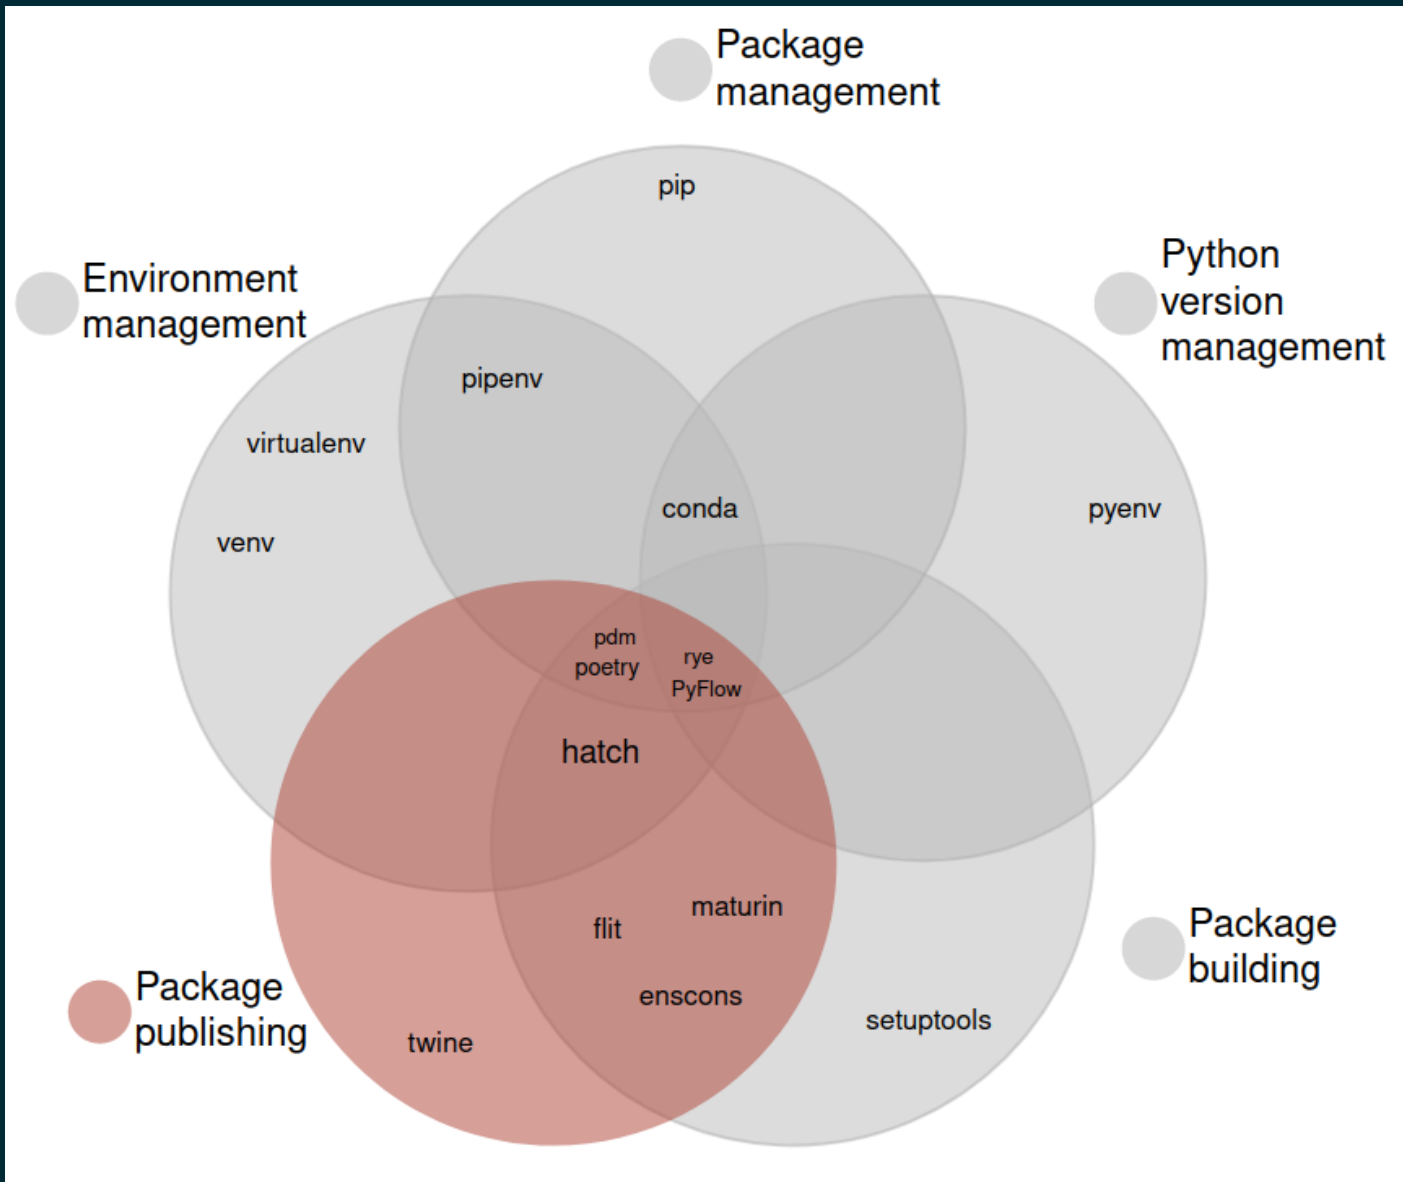 Package
management
pip
Python
version
management
Environment
management
pipenv
virtualenv
conda
pyenv
venv
pdm
poetry
rye
PyFlow
hatch
maturin
flit
Package
building
enscons
setuptools
Package
publishing
twine